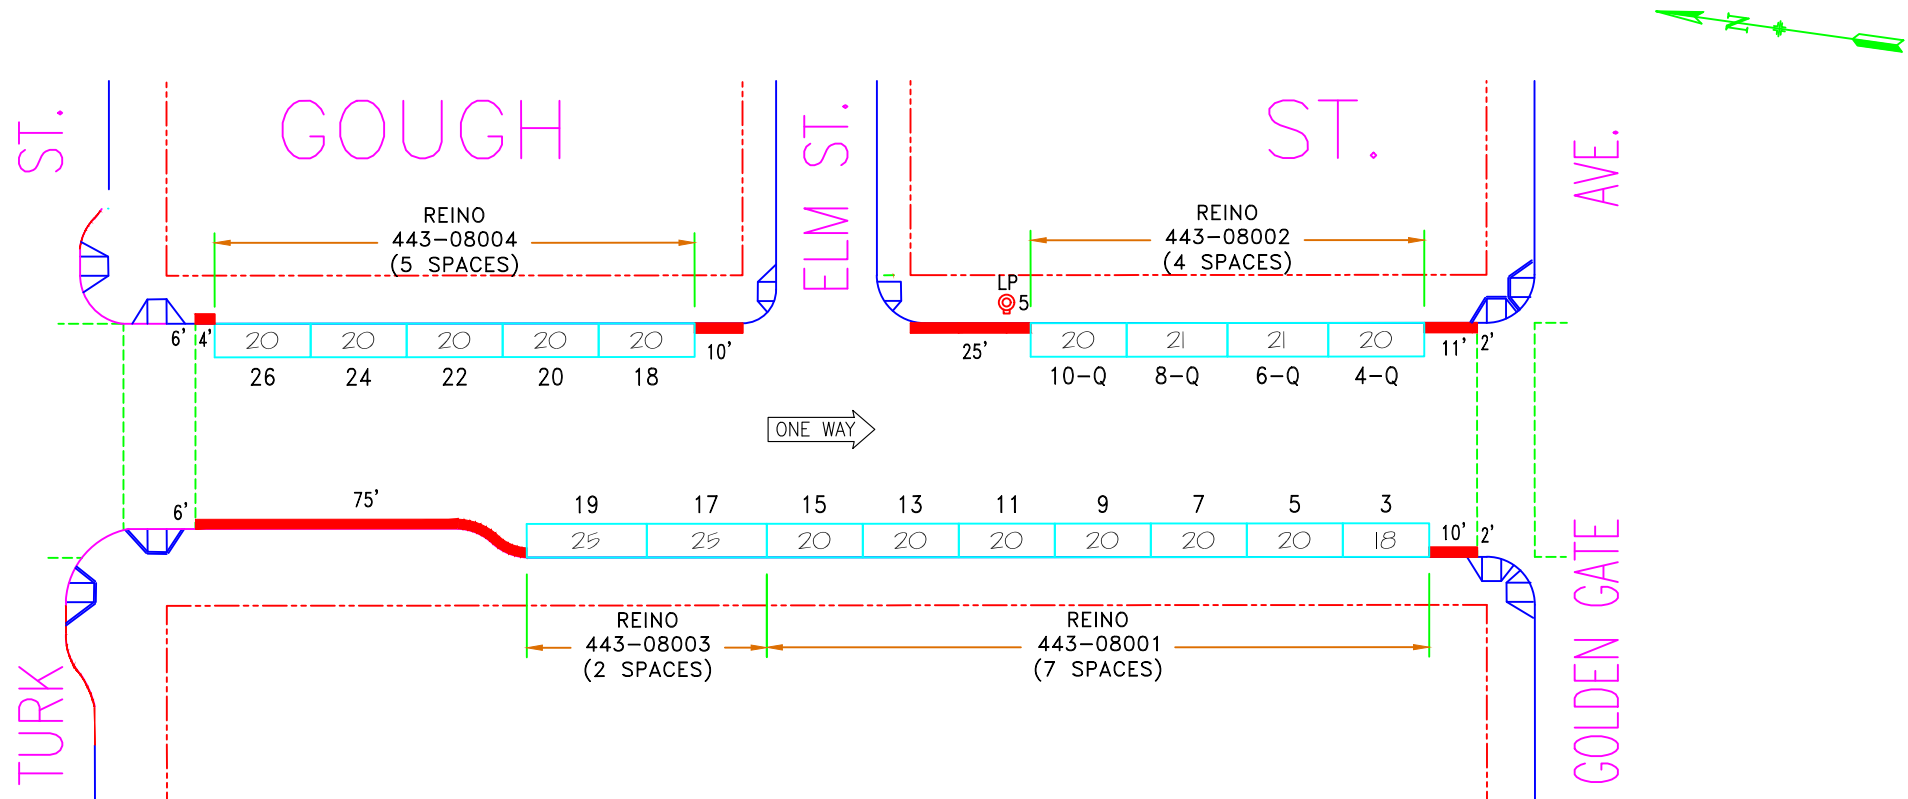 N
ST.
GOUGH
ELM ST.
ST.
AVE.
REINO
443-08004
(5 SPACES)
REINO
443-08002
(4 SPACES)
LP
5
6' 4' 20 20 20 20 20 10'
26 24 22 20 18
25' 20 21 21 20 11' 2'
10-Q 8-Q 6-Q 4-Q
ONE WAY
6' 75'
19 17 15 13 11 9 7 5 3
25 25 20 20 20 20 20 20 18 10' 2'
REINO
443-08003
(2 SPACES)
REINO
443-08001
(7 SPACES)
TURK
GOLDEN GATE